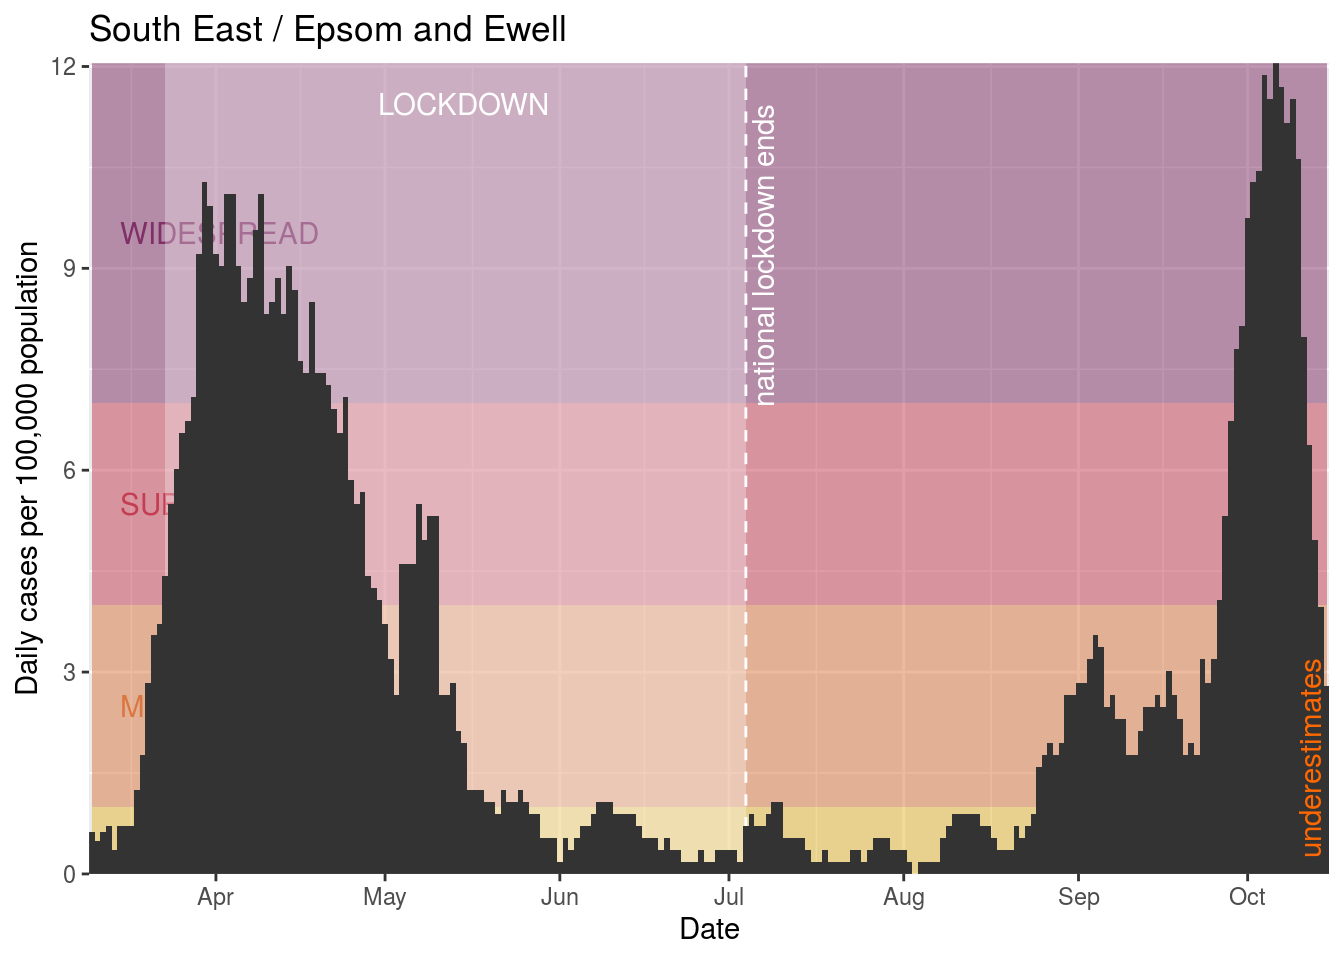 South East / Epsom and Ewell
12
9
6
3
0
Daily cases per 100,000 population
LOCKDOWN
WIDESPREAD
national lockdown ends
underestimates
Apr
May
Jun
Jul
Aug
Sep
Oct
Date